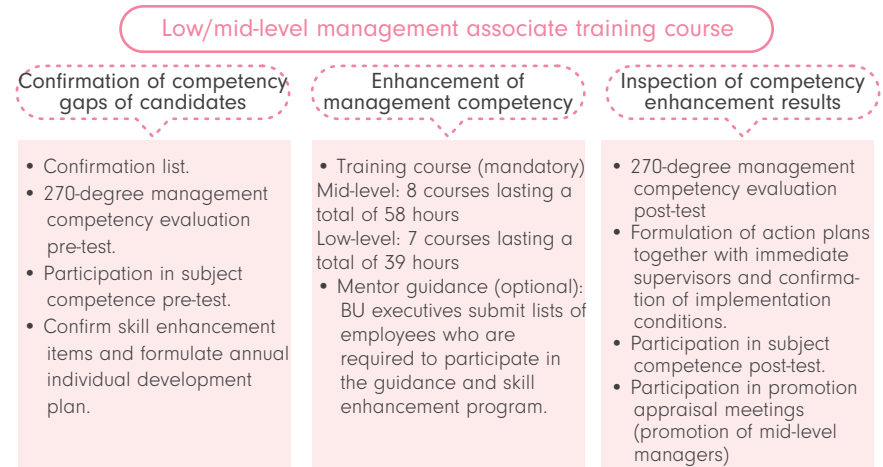 Low/mid-level management associate training course
Confirmation of competency
gaps of candidates
• Confirmation list.
• 270-degree management
competency evaluation
pre-test.
• Participation in subject
competence pre-test.
• Confirm skill enhancement
items and formulate annual
individual development
plan.
Enhancement of
management competency
• Training course (mandatory)
Mid-level: 8 courses lasting a
total of 58 hours
Low-level: 7 courses lasting a
total of 39 hours
• Mentor guidance (optional):
BU executives submit lists of
employees who are
required to participate in
the guidance and skill
enhancement program.
Inspection of competency
enhancement results
• 270-degree management
competency evaluation
post-test
• Formulation of action plans
together with immediate
supervisors and confirma-
tion of implementation
conditions.
• Participation in subject
competence post-test.
• Participation in promotion
appraisal meetings
(promotion of mid-level
managers)